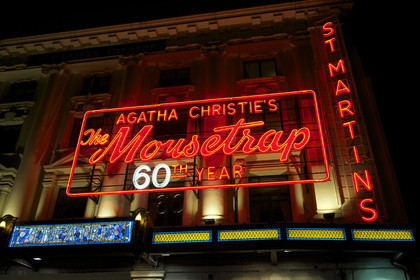 AGATHA CHRISTIE'S
The Mousetrap
60TH YEAR
ST MARTINS